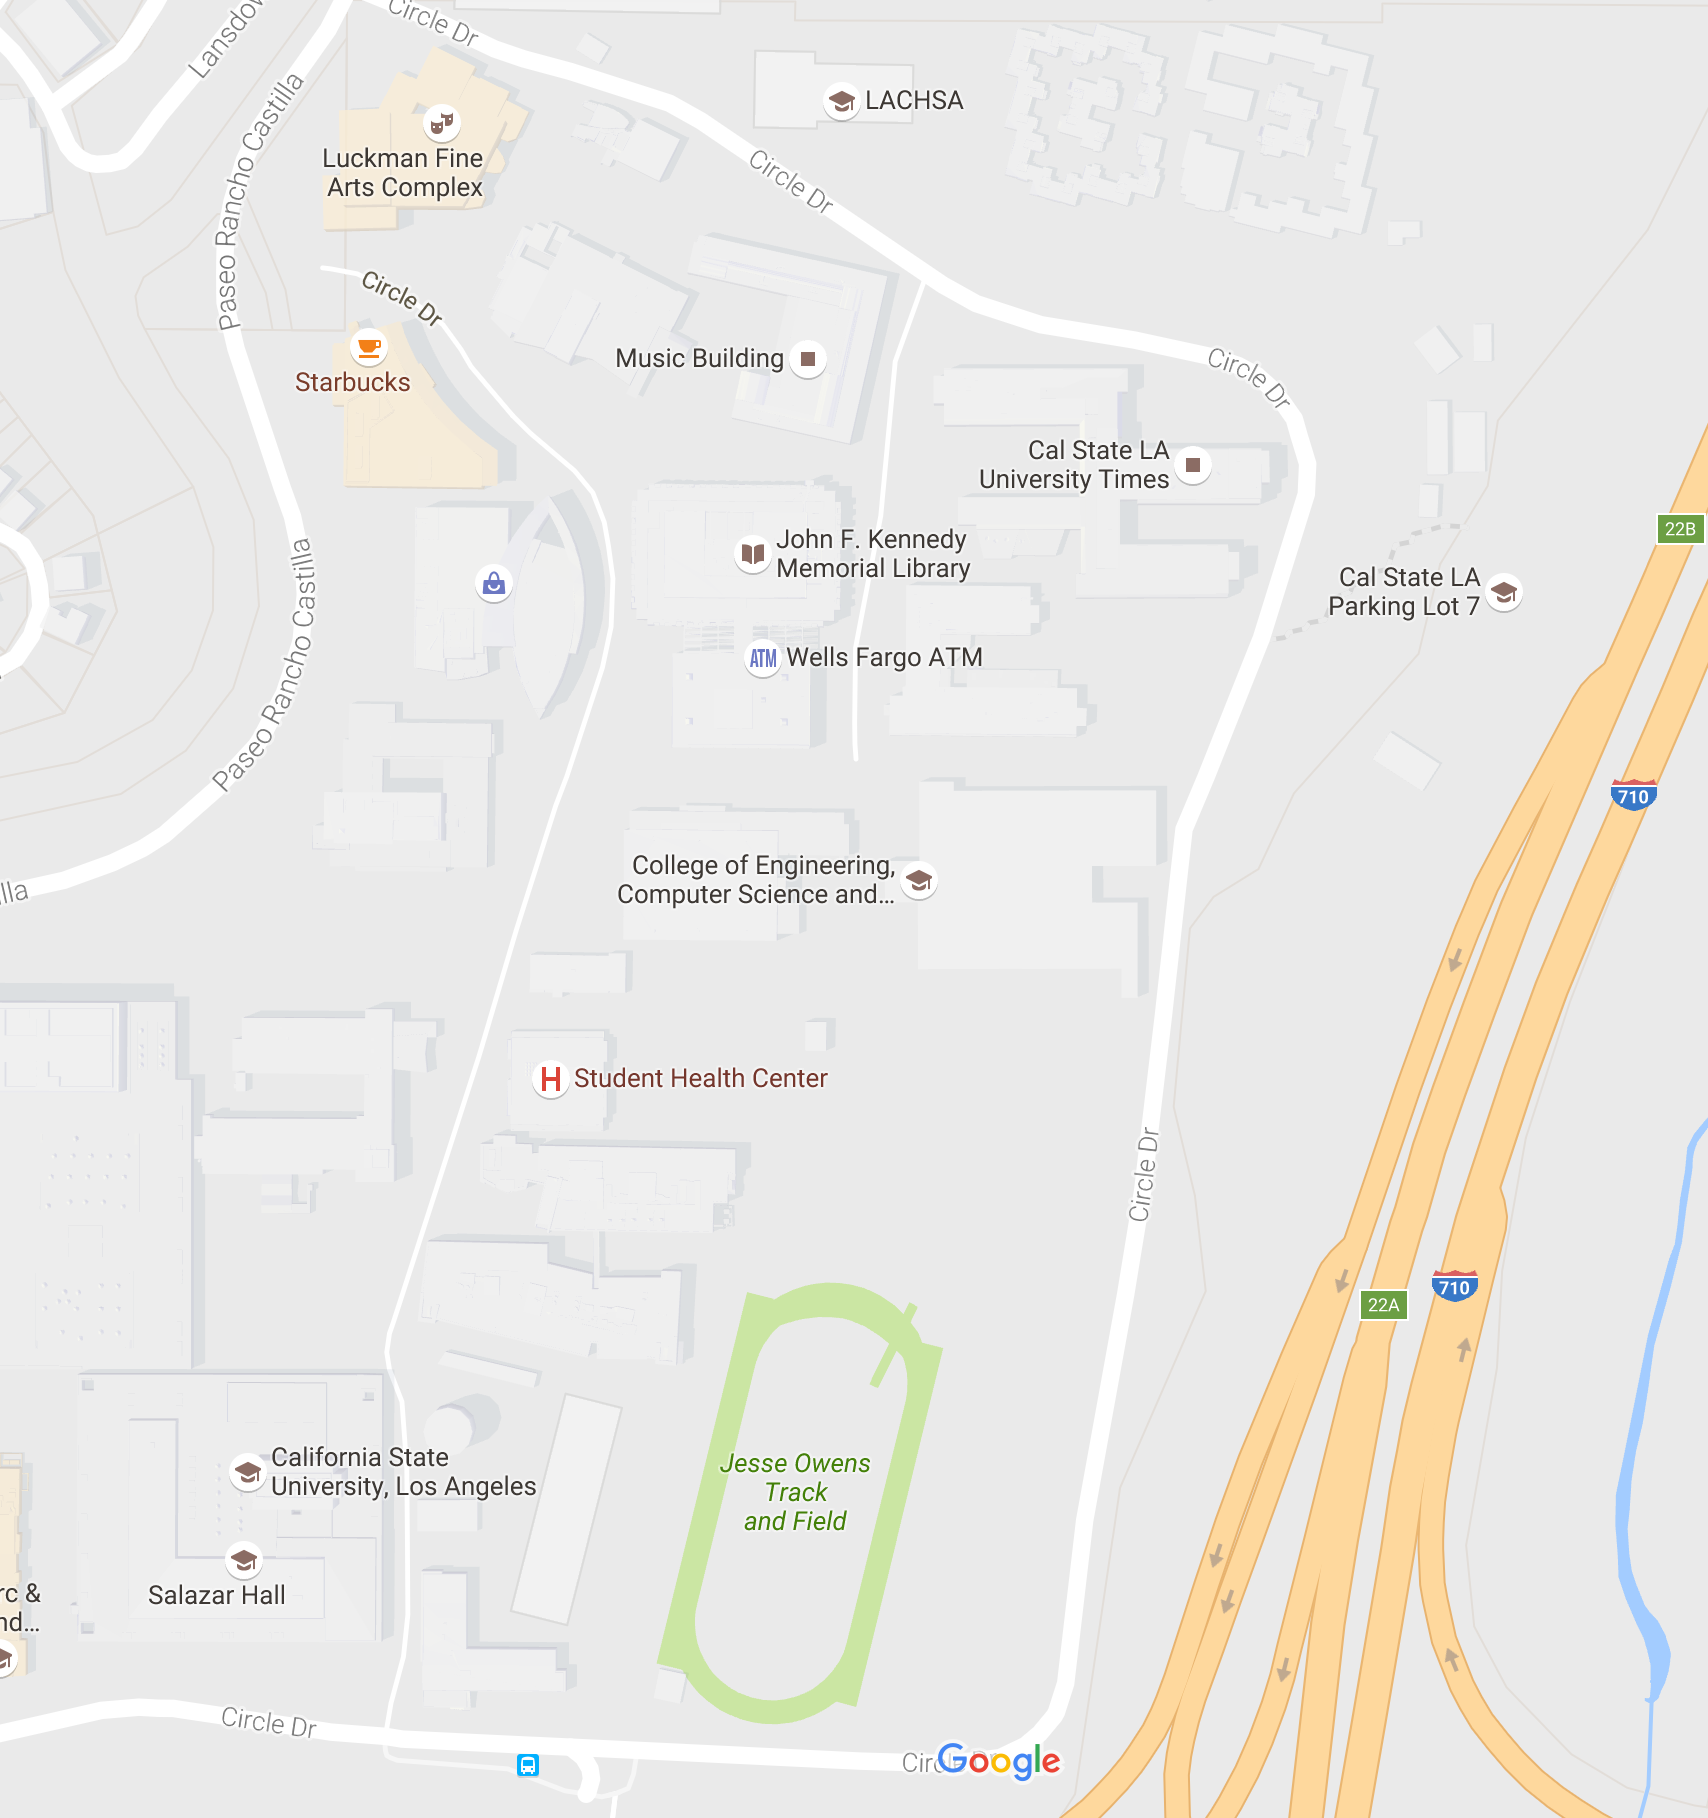 Circle Dr
Lansdow
Paseo Rancho Castilla
LACHSA
Luckman Fine
Arts Complex
Circle Dr
Circle Dr
Music Building
Starbucks
Circle Dr
Cal State LA
University Times
22B
John F. Kennedy
Memorial Library
Cal State LA
Parking Lot 7
Paseo Rancho Castilla
ATM Wells Fargo ATM
710
College of Engineering,
Computer Science and...
illa
H Student Health Center
Circle Dr
710
22A
California State
University, Los Angeles
Jesse Owens
Track
and Field
Salazar Hall
rc &
nd...
Circle Dr
Circle Dr
Google